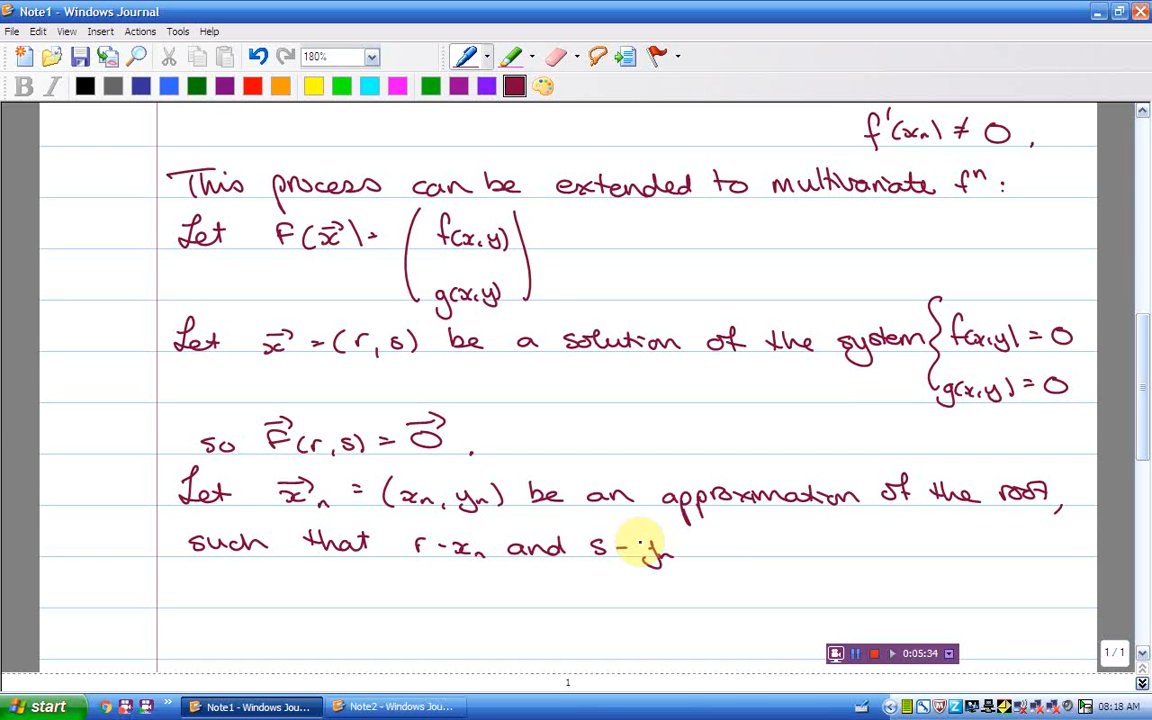 Note1 - Windows Journal
File Edit View Insert Actions Tools Help
180%
B I
f'(xₙ) ≠ 0,
This process can be extended to multivariate fⁿ:
Let F(x⃗) = ( f(x,y)
g(x,y) )
Let x⃗ = (r, s) be a solution of the system { f(x,y) = 0
g(x,y) = 0
so F⃗(r, s) = 0⃗.
Let x⃗ₙ = (xₙ, yₙ) be an approximation of the root,
such that r - xₙ and s - yₙ
0:05:34
1 / 1
1
start
Note1 - Windows Jou...
Note2 - Windows Jou...
08:18 AM